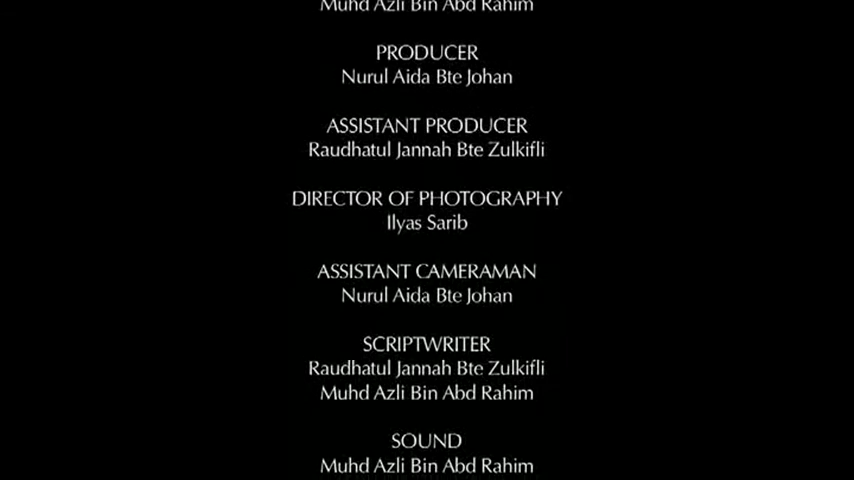 Muhd Azli Bin Abd Rahim
PRODUCER
Nurul Aida Bte Johan
ASSISTANT PRODUCER
Raudhatul Jannah Bte Zulkifli
DIRECTOR OF PHOTOGRAPHY
Ilyas Sarib
ASSISTANT CAMERAMAN
Nurul Aida Bte Johan
SCRIPTWRITER
Raudhatul Jannah Bte Zulkifli
Muhd Azli Bin Abd Rahim
SOUND
Muhd Azli Bin Abd Rahim